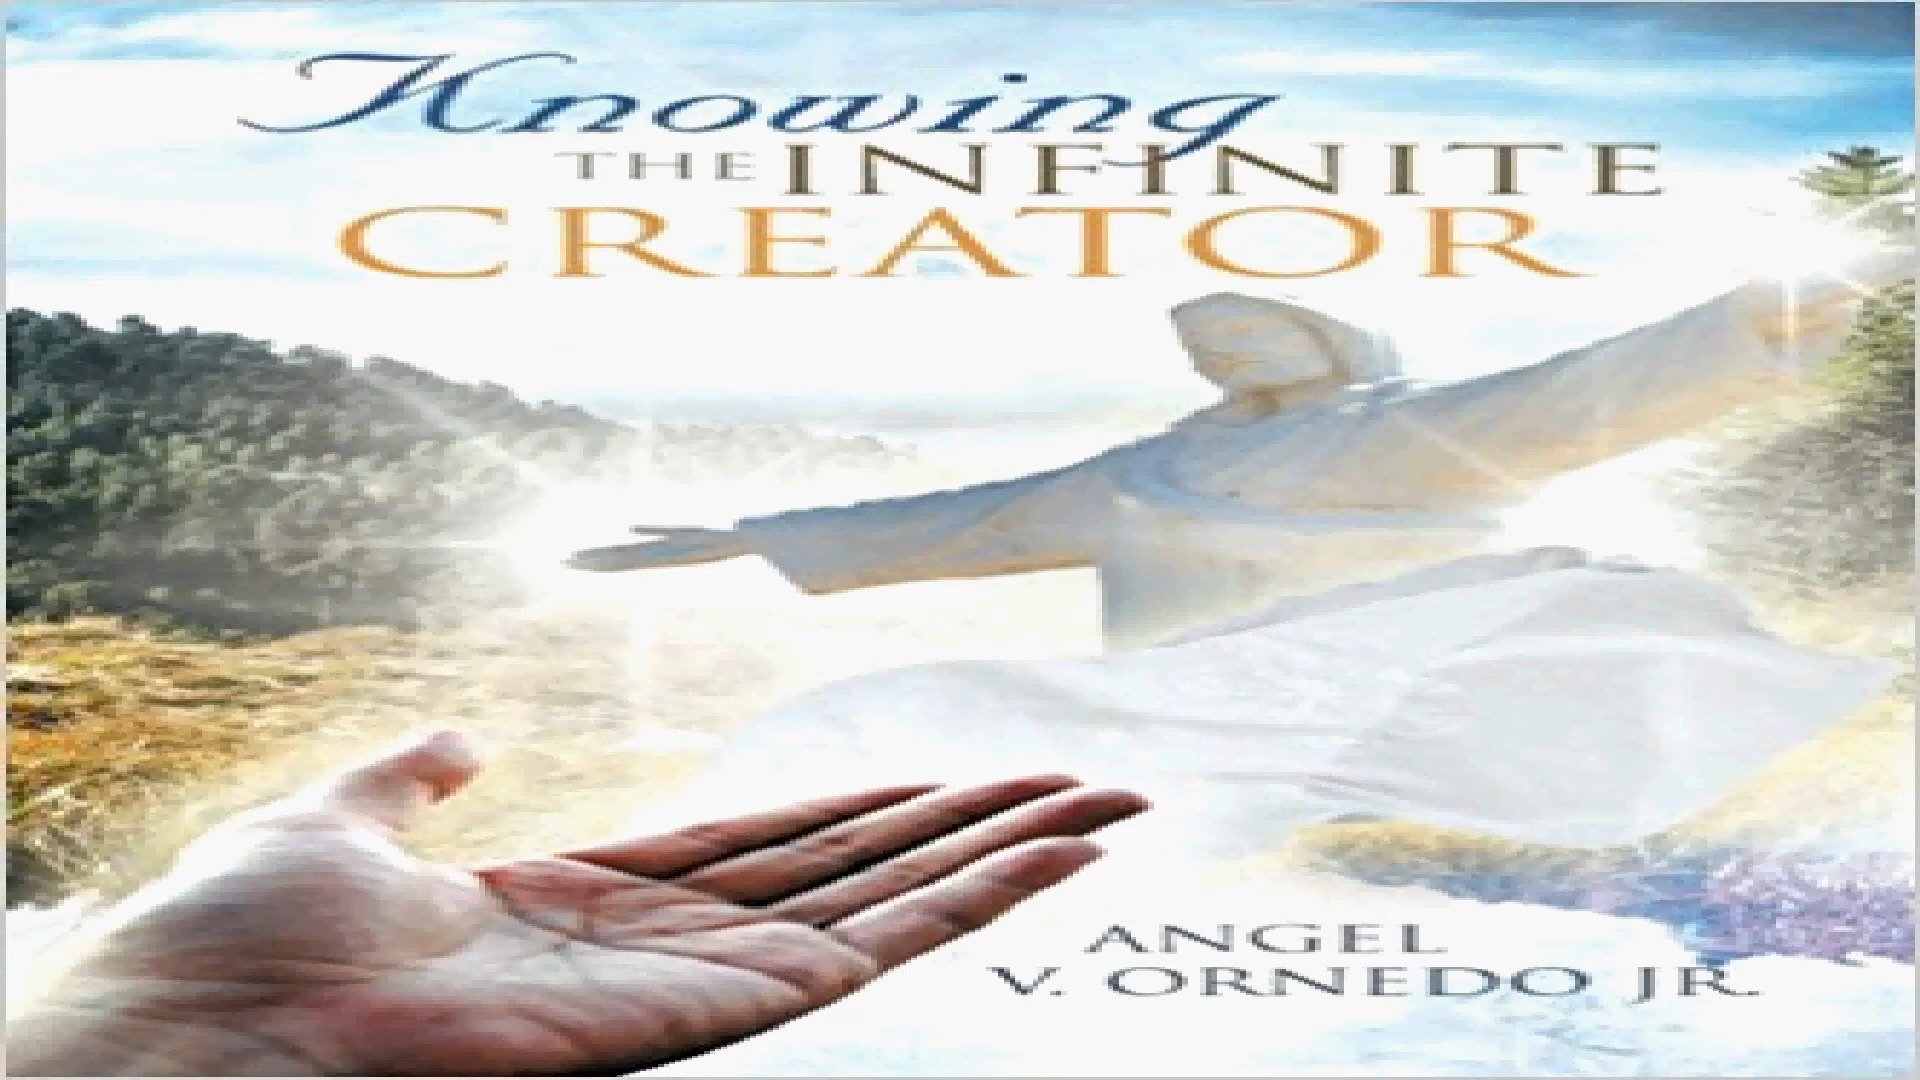 Knowing
THE INFINITE
CREATOR
ANGEL
V. ORNEDO JR.